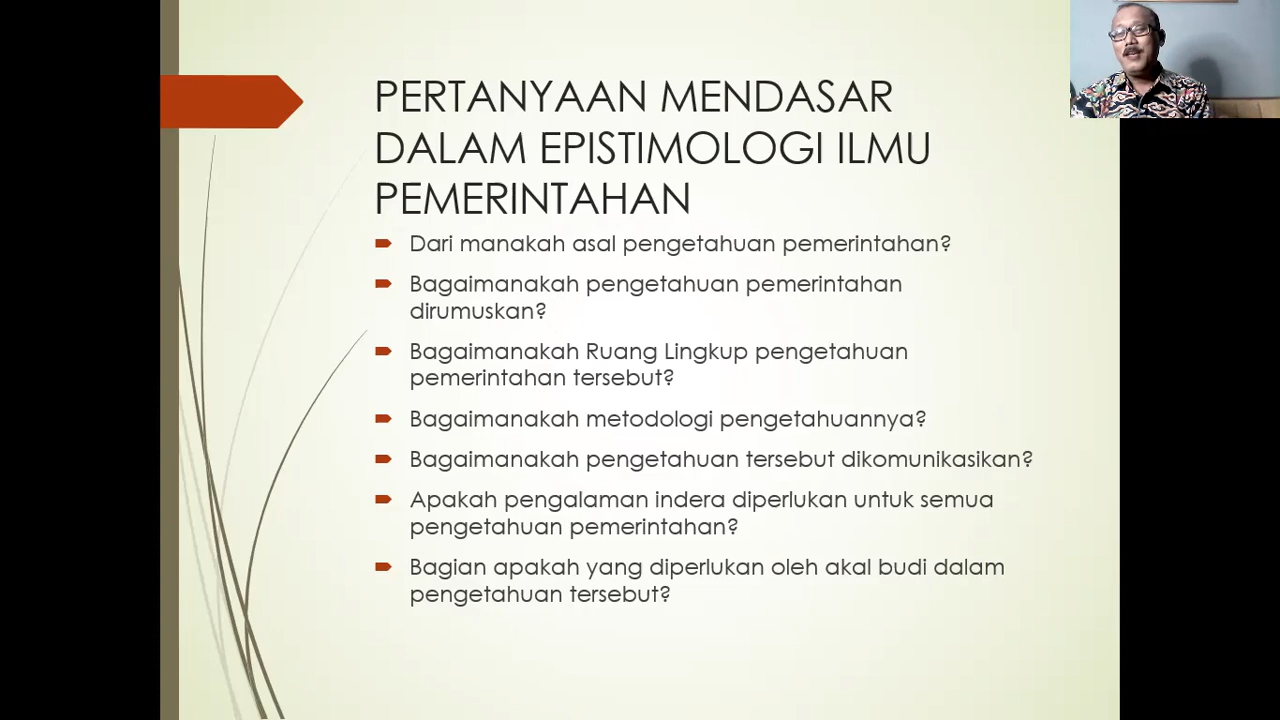 PERTANYAAN MENDASAR
DALAM EPISTIMOLOGI ILMU
PEMERINTAHAN
Dari manakah asal pengetahuan pemerintahan?
Bagaimanakah pengetahuan pemerintahan
dirumuskan?
Bagaimanakah Ruang Lingkup pengetahuan
pemerintahan tersebut?
Bagaimanakah metodologi pengetahuannya?
Bagaimanakah pengetahuan tersebut dikomunikasikan?
Apakah pengalaman indera diperlukan untuk semua
pengetahuan pemerintahan?
Bagian apakah yang diperlukan oleh akal budi dalam
pengetahuan tersebut?